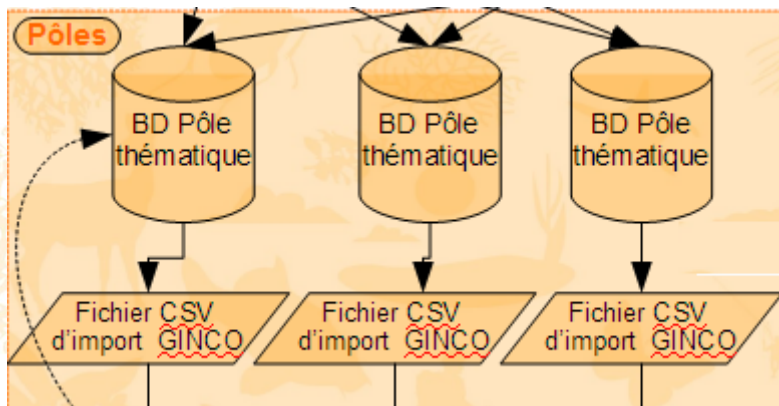 Pôles
BD Pôle
thématique
BD Pôle
thématique
BD Pôle
thématique
Fichier CSV
d'import GINCO
Fichier CSV
d'import GINCO
Fichier CSV
d'import GINCO